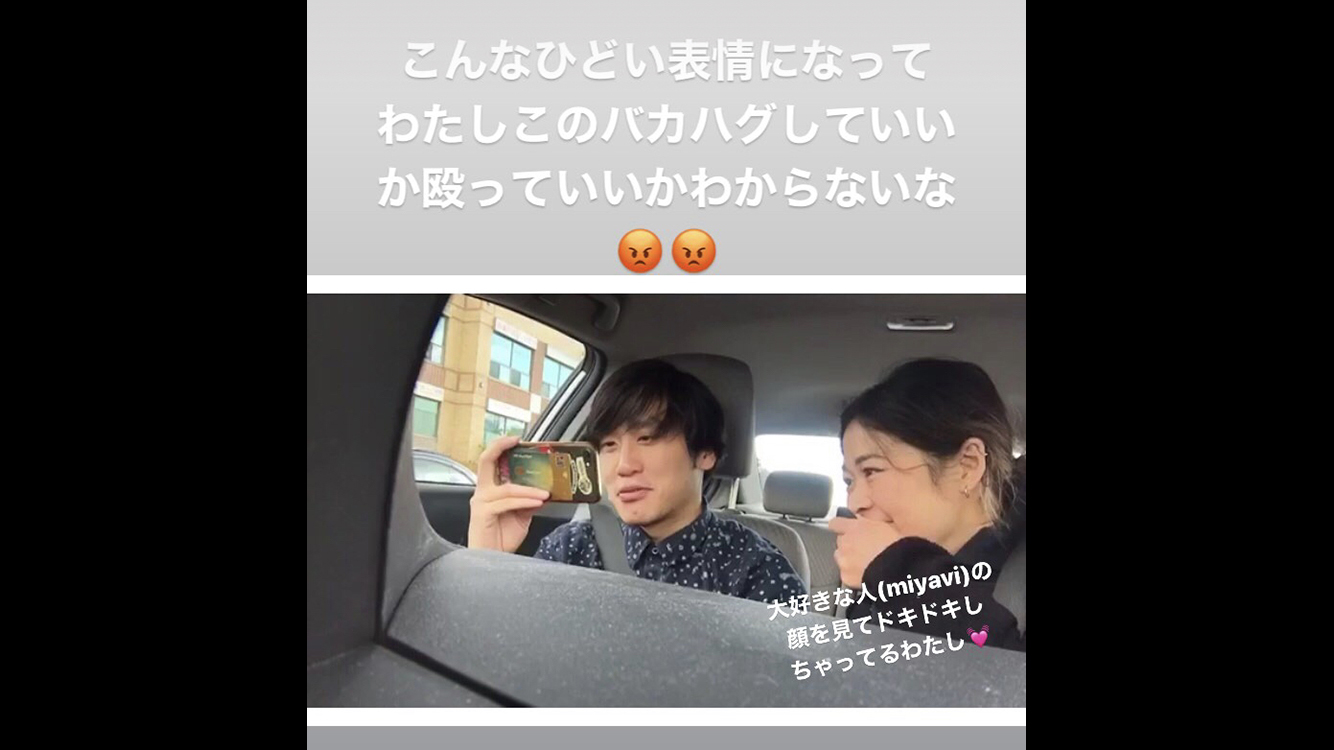 こんなひどい表情になって
わたしこのバカハグしていい
か殴っていいかわからないな
😡😡
大好きな人(miyavi)の
顔を見てドキドキし
ちゃってるわたし💓